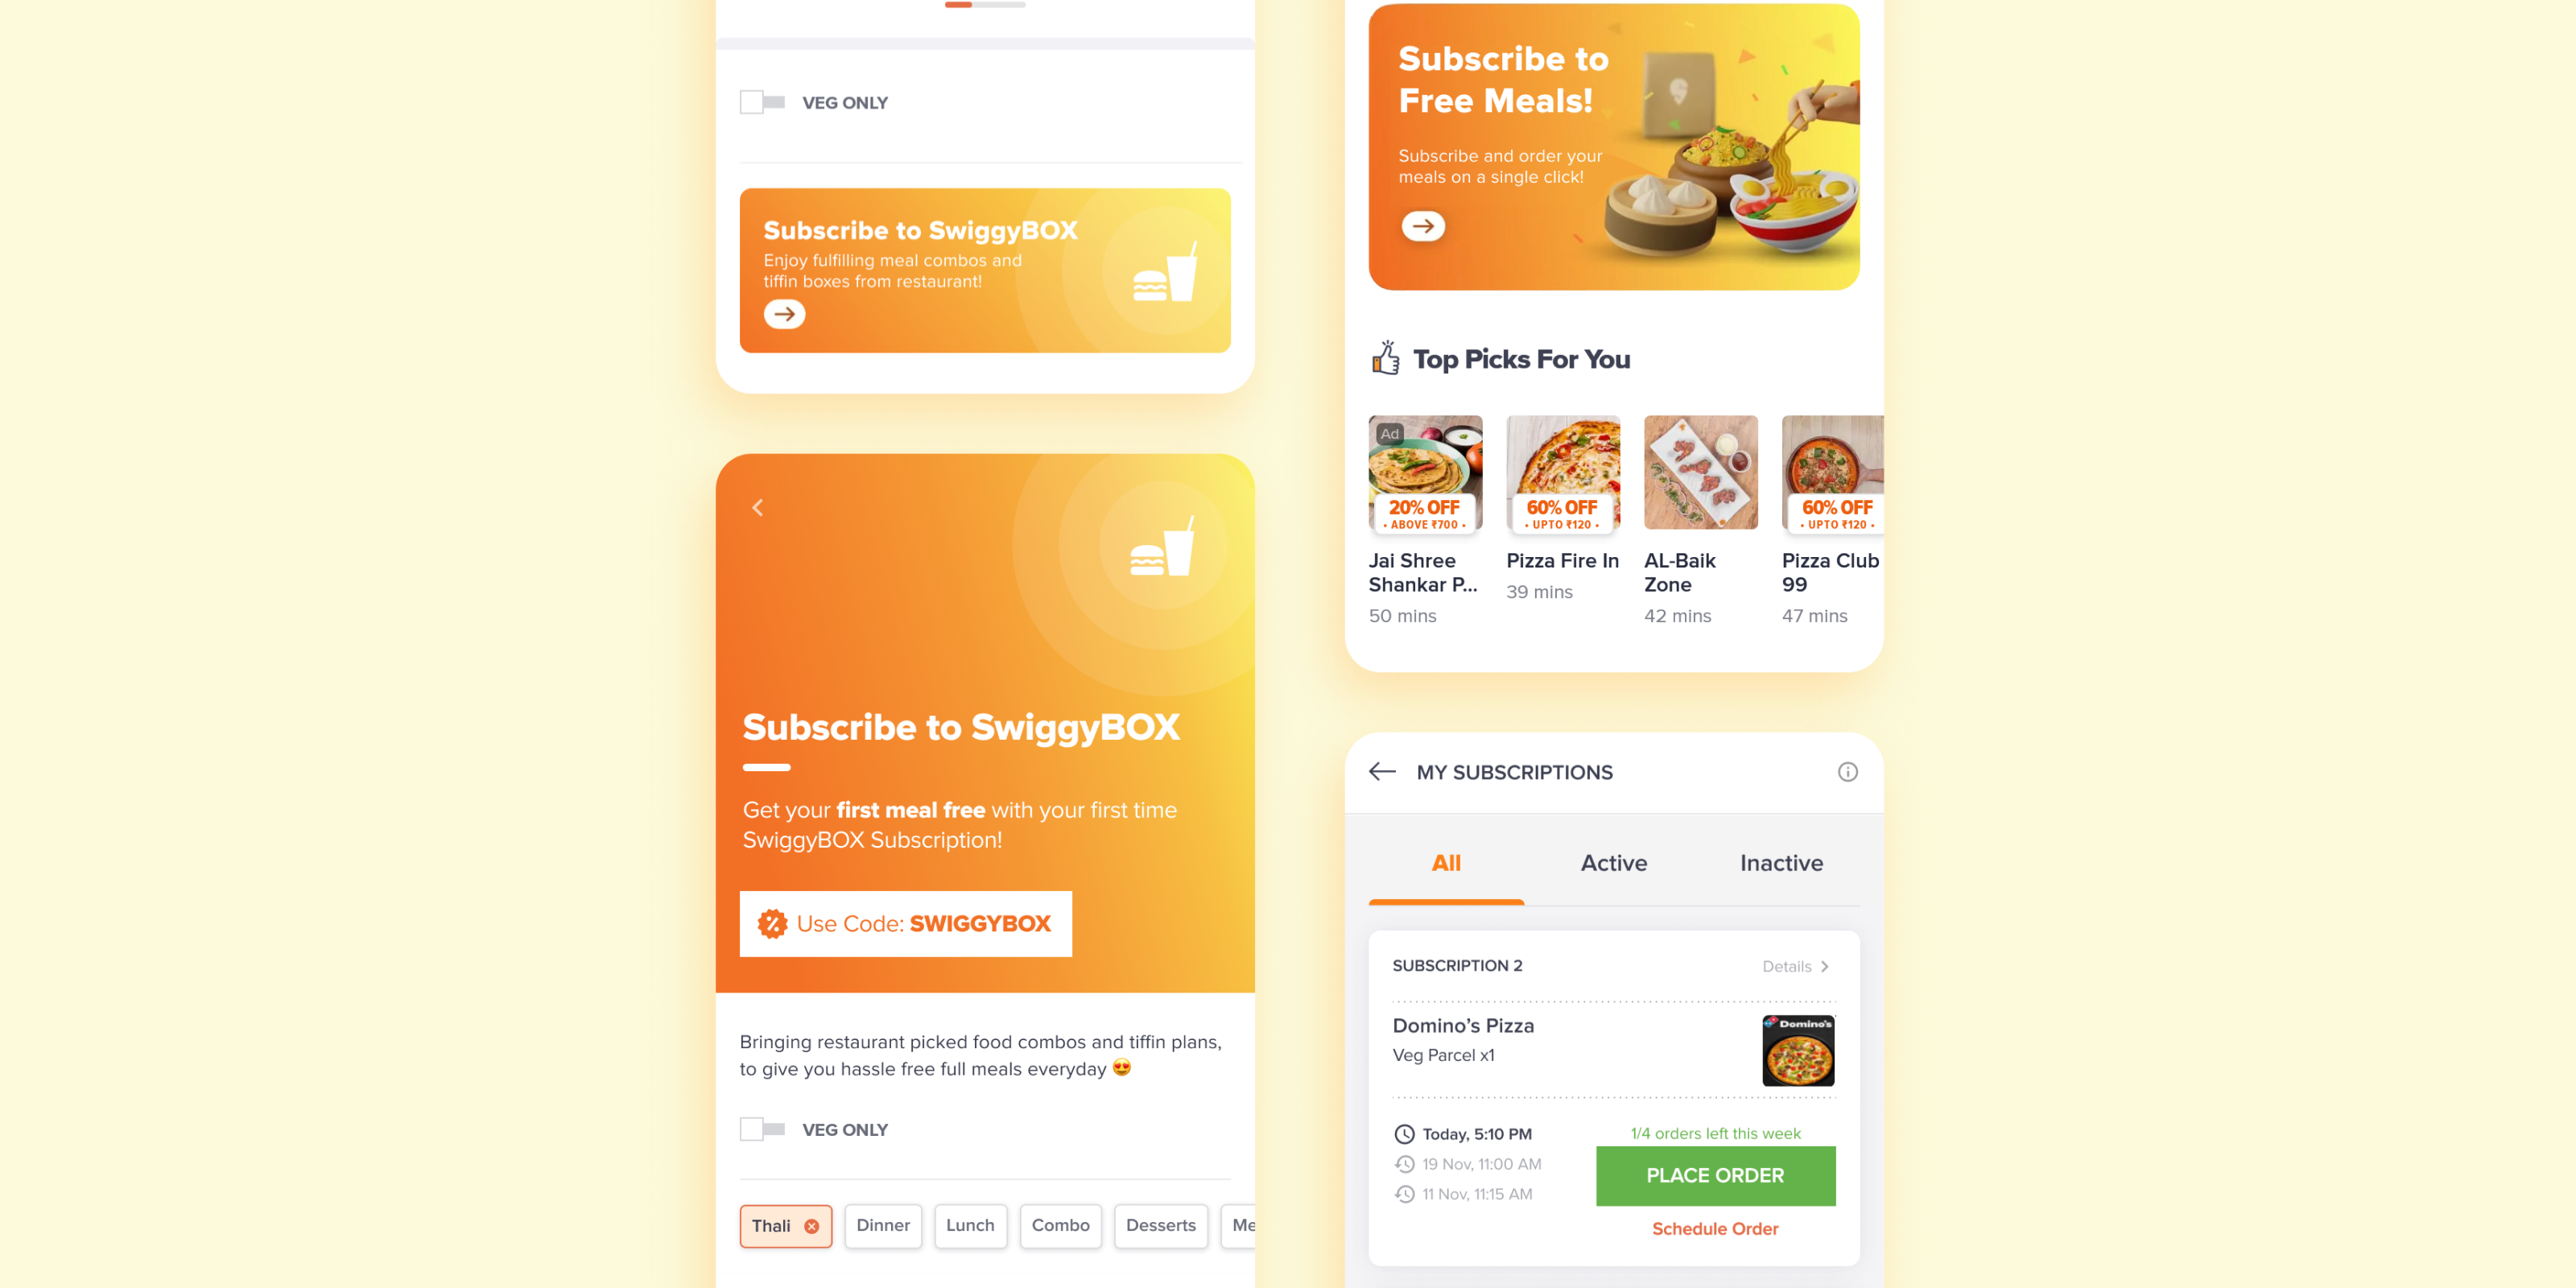 VEG ONLY
Subscribe to SwiggyBOX
Enjoy fulfilling meal combos and
tiffin boxes from restaurant!
Subscribe to SwiggyBOX
Get your first meal free with your first time
SwiggyBOX Subscription!
Use Code: SWIGGYBOX
Bringing restaurant picked food combos and tiffin plans,
to give you hassle free full meals everyday 😍
VEG ONLY
Thali Dinner Lunch Combo Desserts Me
Subscribe to
Free Meals!
Subscribe and order your
meals on a single click!
Top Picks For You
Ad
20% OFF
• ABOVE ₹700 •
Jai Shree
Shankar P...
50 mins
60% OFF
• UPTO ₹120 •
Pizza Fire In
39 mins
AL-Baik
Zone
42 mins
60% OFF
• UPTO ₹120 •
Pizza Club
99
47 mins
MY SUBSCRIPTIONS
All Active Inactive
SUBSCRIPTION 2 Details
Domino’s Pizza
Veg Parcel x1
Domino's
Today, 5:10 PM
19 Nov, 11:00 AM
11 Nov, 11:15 AM
1/4 orders left this week
PLACE ORDER
Schedule Order